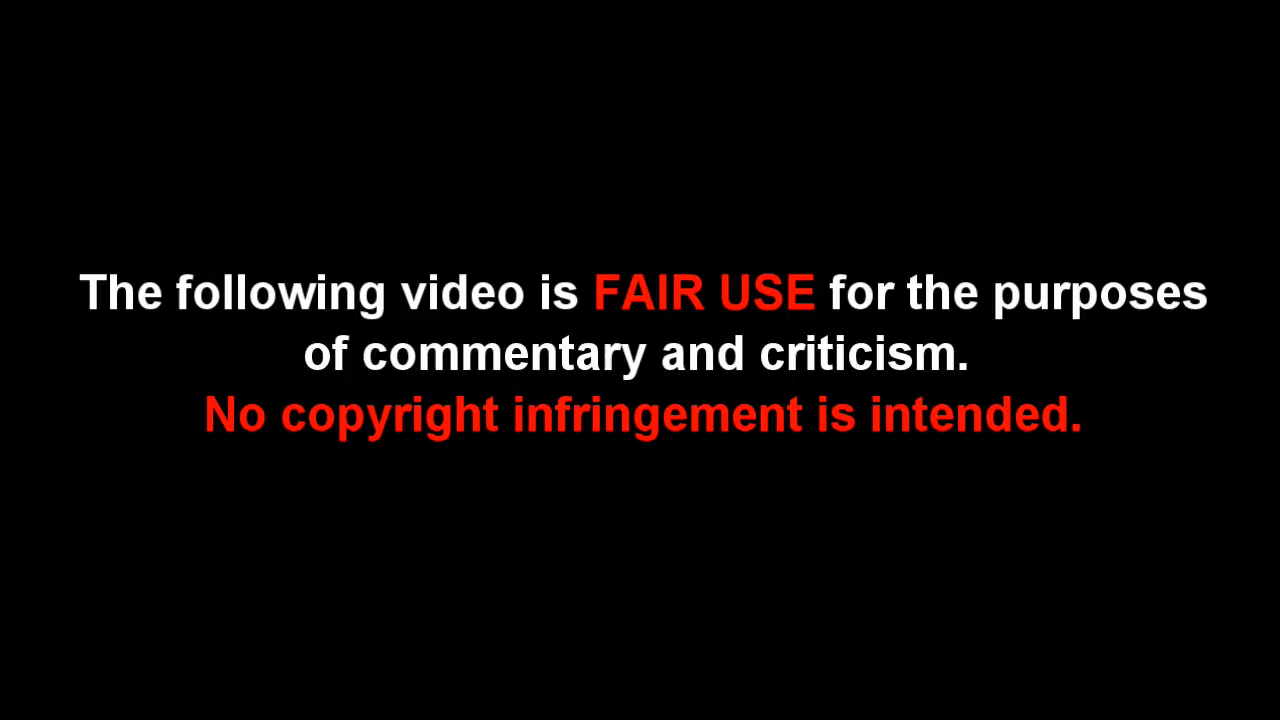 The following video is FAIR USE for the purposes
of commentary and criticism.
No copyright infringement is intended.